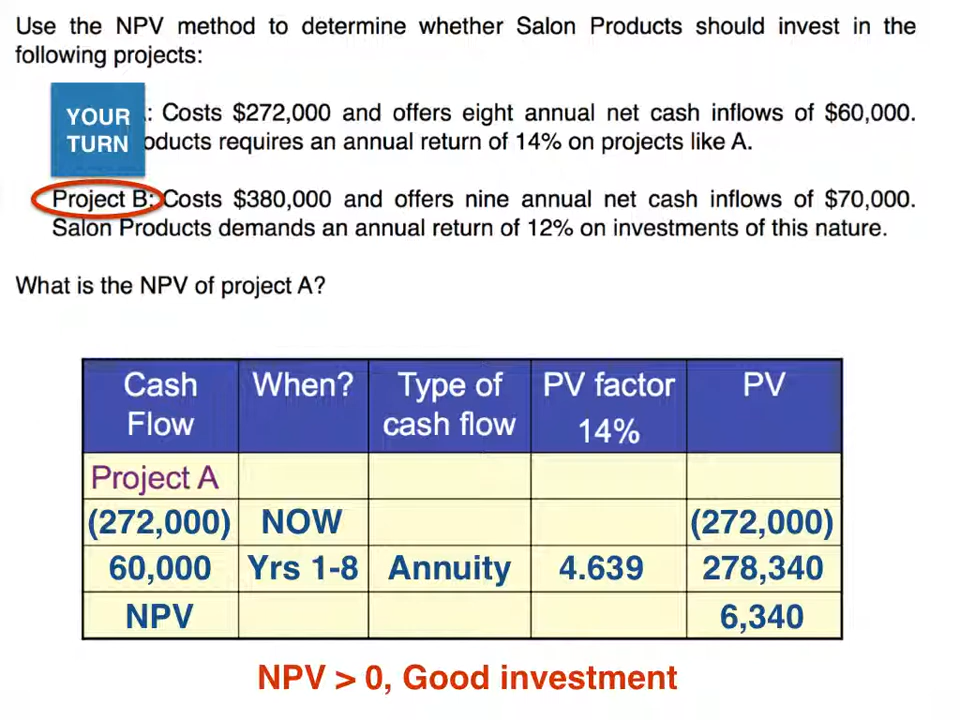 Use the NPV method to determine whether Salon Products should invest in the
following projects:
YOUR
TURN
: Costs $272,000 and offers eight annual net cash inflows of $60,000.
oducts requires an annual return of 14% on projects like A.
Project B: Costs $380,000 and offers nine annual net cash inflows of $70,000.
Salon Products demands an annual return of 12% on investments of this nature.
What is the NPV of project A?
Cash Flow When? Type of cash flow PV factor 14% PV
Project A
(272,000) NOW (272,000)
60,000 Yrs 1-8 Annuity 4.639 278,340
NPV 6,340
NPV > 0, Good investment